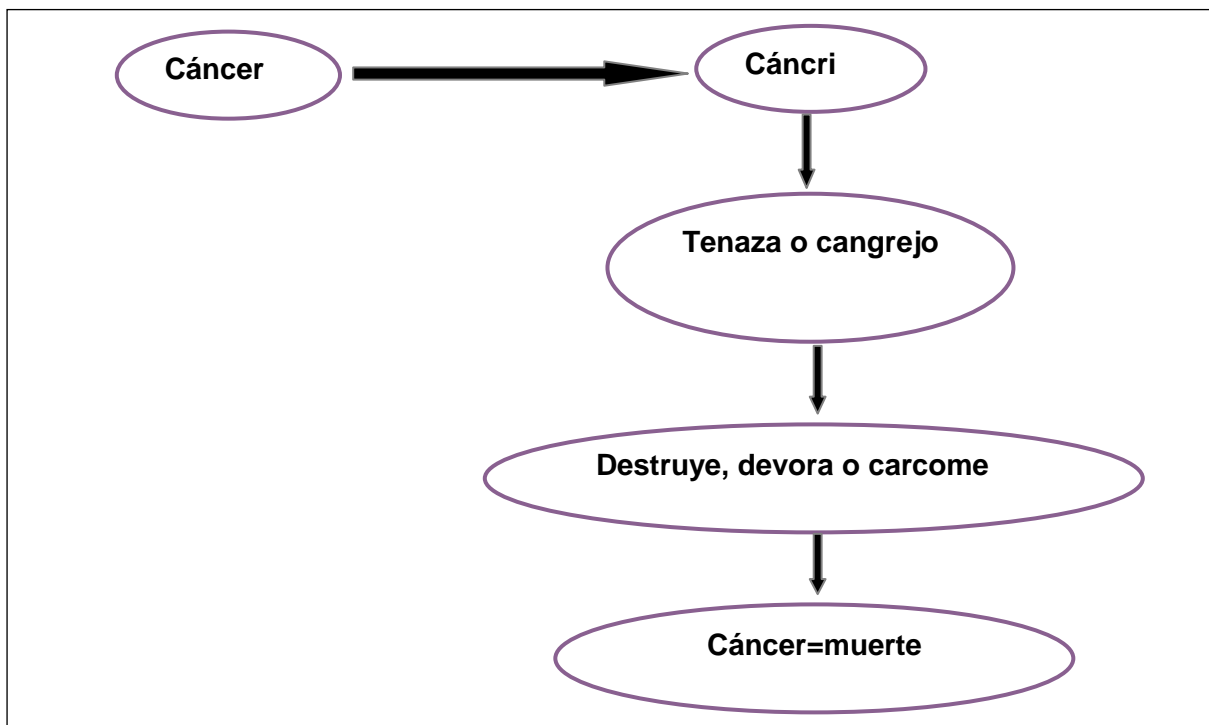 Cáncer
Cáncri
Tenaza o cangrejo
Destruye, devora o carcome
Cáncer=muerte